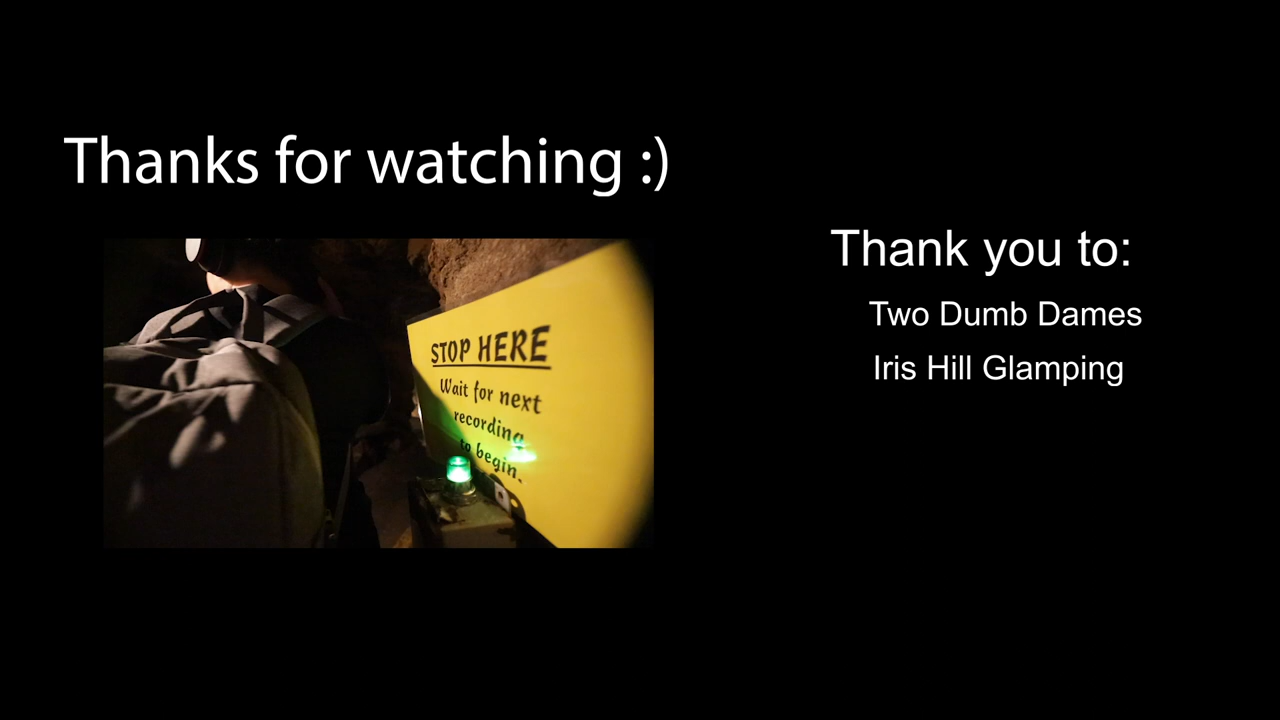 Thanks for watching :)
STOP HERE
Wait for next
recording
to begin.
Thank you to:
Two Dumb Dames
Iris Hill Glamping